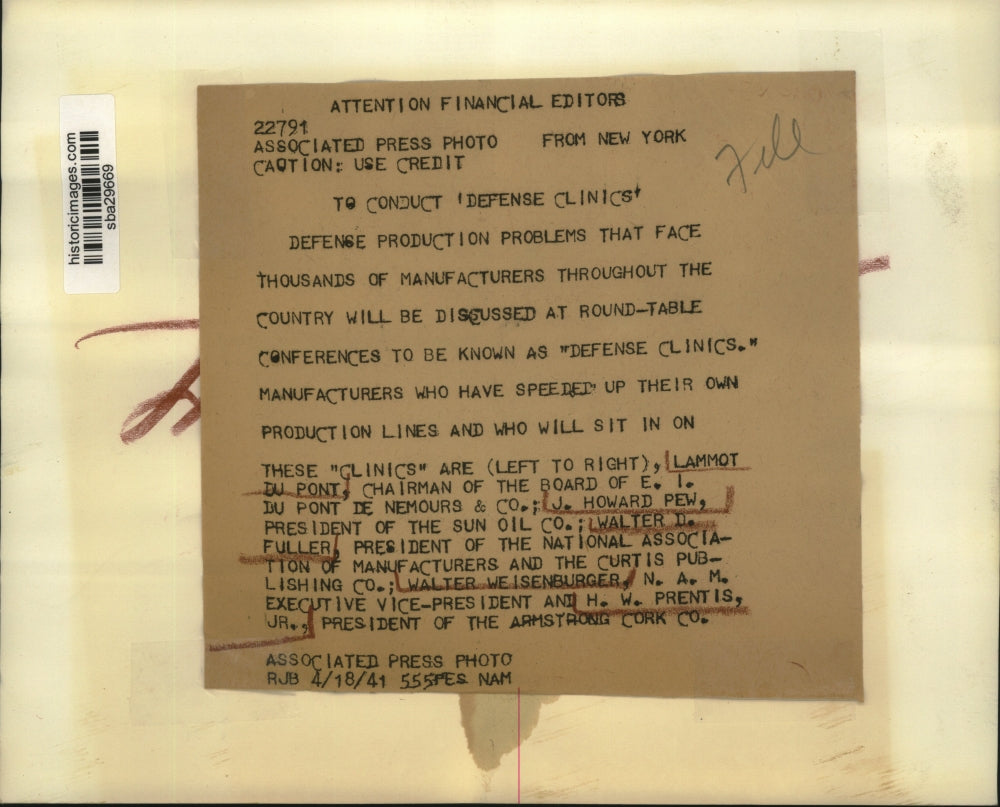 historicimages.com
sba29669
File
ATTENTION FINANCIAL EDITORS
22791
ASSOCIATED PRESS PHOTO FROM NEW YORK
CAUTION: USE CREDIT
TO CONDUCT 'DEFENSE CLINICS'
DEFENSE PRODUCTION PROBLEMS THAT FACE
THOUSANDS OF MANUFACTURERS THROUGHOUT THE
COUNTRY WILL BE DISCUSSED AT ROUND-TABLE
CONFERENCES TO BE KNOWN AS "DEFENSE CLINICS."
MANUFACTURERS WHO HAVE SPEEDED UP THEIR OWN
PRODUCTION LINES AND WHO WILL SIT IN ON
THESE "CLINICS" ARE (LEFT TO RIGHT), LAMMOT
DU PONT, CHAIRMAN OF THE BOARD OF E. I.
DU PONT DE NEMOURS & CO.; J. HOWARD PEW,
PRESIDENT OF THE SUN OIL CO.; WALTER D.
FULLER, PRESIDENT OF THE NATIONAL ASSOCIA-
TION OF MANUFACTURERS AND THE CURTIS PUB-
LISHING CO.; WALTER WEISENBURGER, N. A. M.
EXECUTIVE VICE-PRESIDENT AND H. W. PRENTIS,
JR., PRESIDENT OF THE ARMSTRONG CORK CO.
ASSOCIATED PRESS PHOTO
RJB 4/18/41 555PES NAM